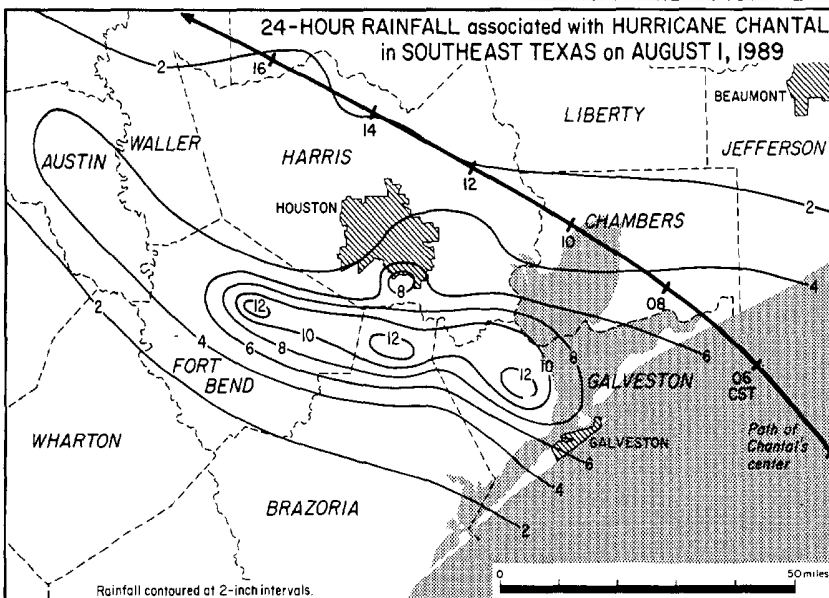 24-HOUR RAINFALL associated with HURRICANE CHANTAL
in SOUTHEAST TEXAS on AUGUST 1, 1989
2
16
BEAUMONT
14
LIBERTY
WALLER
JEFFERSON
AUSTIN
HARRIS
12
HOUSTON
2
CHAMBERS
10
4
8
08
2
12
10
12
8
6
4
6
10
FORT
BEND
8
12
GALVESTON
06
CST
WHARTON
GALVESTON
6
Path of
Chantal's
center
4
BRAZORIA
2
Rainfall contoured at 2-inch intervals.
0
50 miles